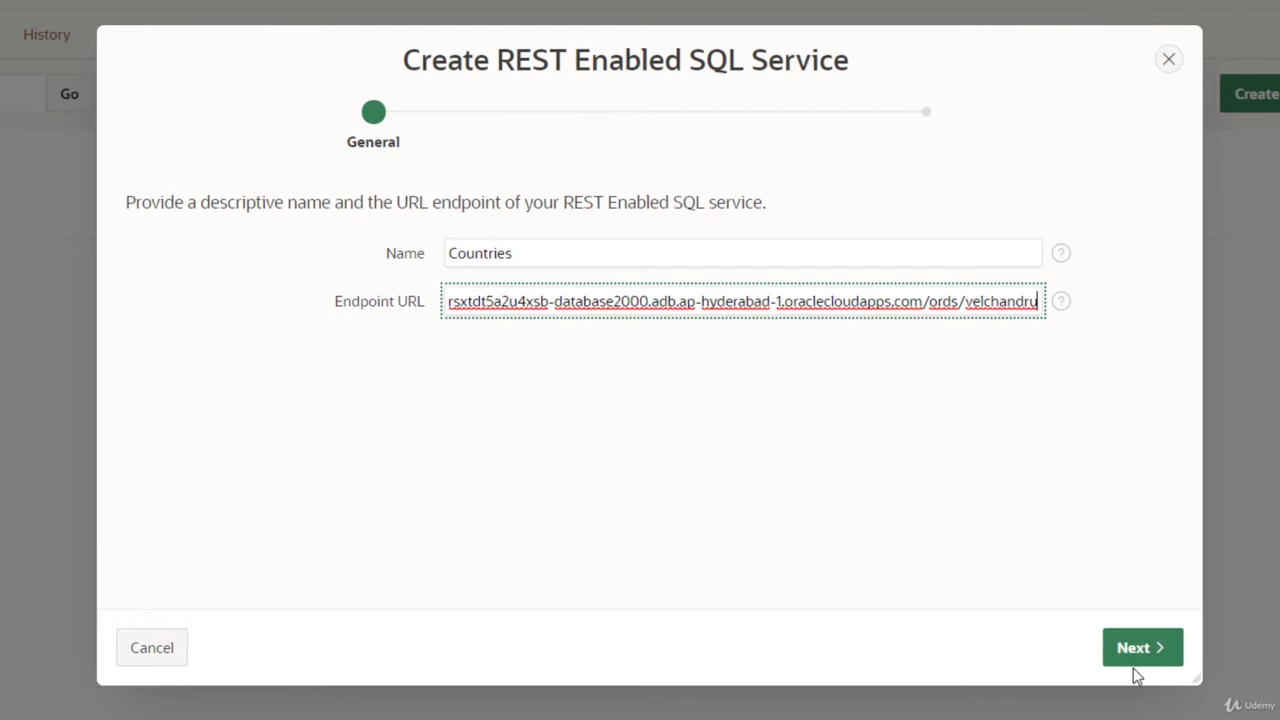 History
Create REST Enabled SQL Service
Go
Create
General
Provide a descriptive name and the URL endpoint of your REST Enabled SQL service.
Name Countries ?
Endpoint URL rsxtdt5a2u4xsb-database2000.adb.ap-hyderabad-1.oraclecloudapps.com/ords/velchandru ?
Cancel
Next
Udemy